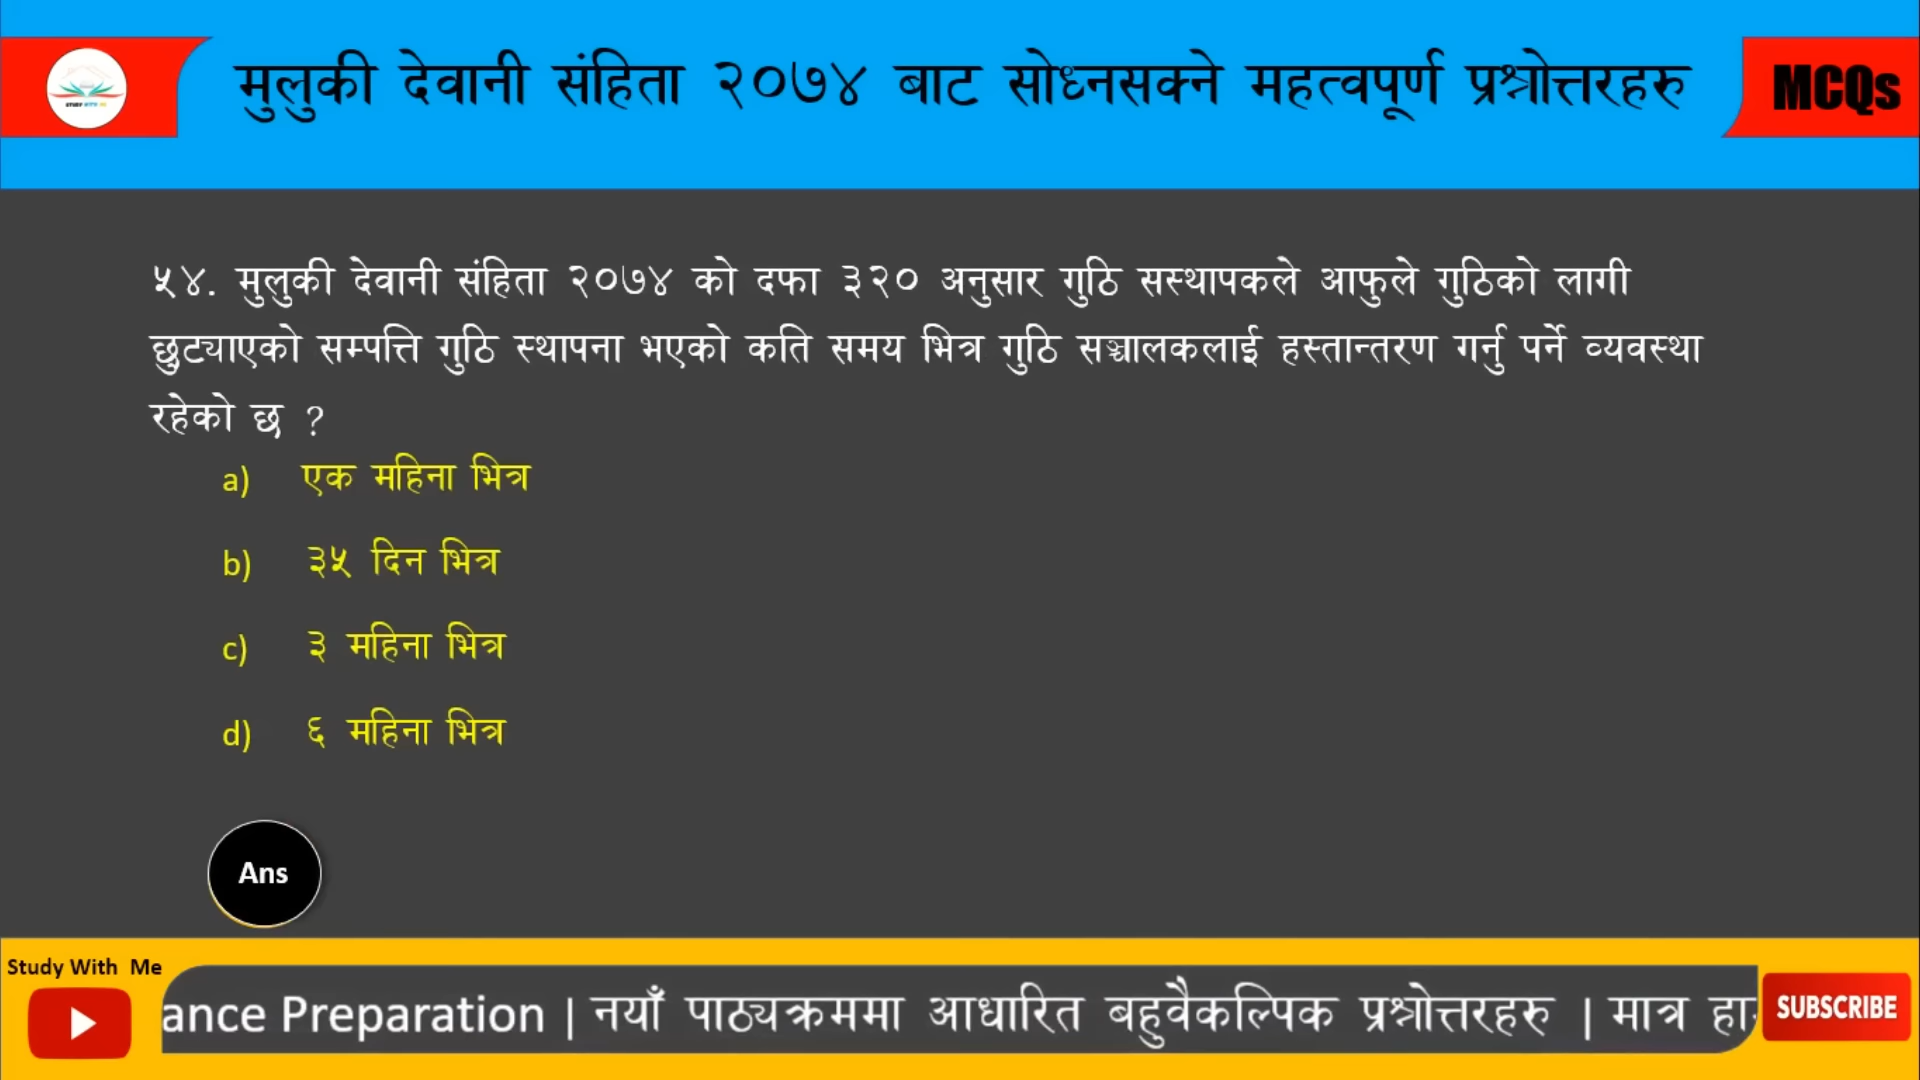 मुलुकी देवानी संहिता २०७४ बाट सोध्नसक्ने महत्वपूर्ण प्रश्नोत्तरहरु
MCQs
५४. मुलुकी देवानी संहिता २०७४ को दफा ३२० अनुसार गुठि सस्थापकले आफुले गुठिको लागी
छुट्याएको सम्पत्ति गुठि स्थापना भएको कति समय भित्र गुठि सञ्चालकलाई हस्तान्तरण गर्नु पर्ने व्यवस्था
रहेको छ ?
a) एक महिना भित्र
b) ३५ दिन भित्र
c) ३ महिना भित्र
d) ६ महिना भित्र
Ans
Study With Me
ance Preparation | नयाँ पाठ्यक्रममा आधारित बहुवैकल्पिक प्रश्नोत्तरहरु | मात्र हा
SUBSCRIBE